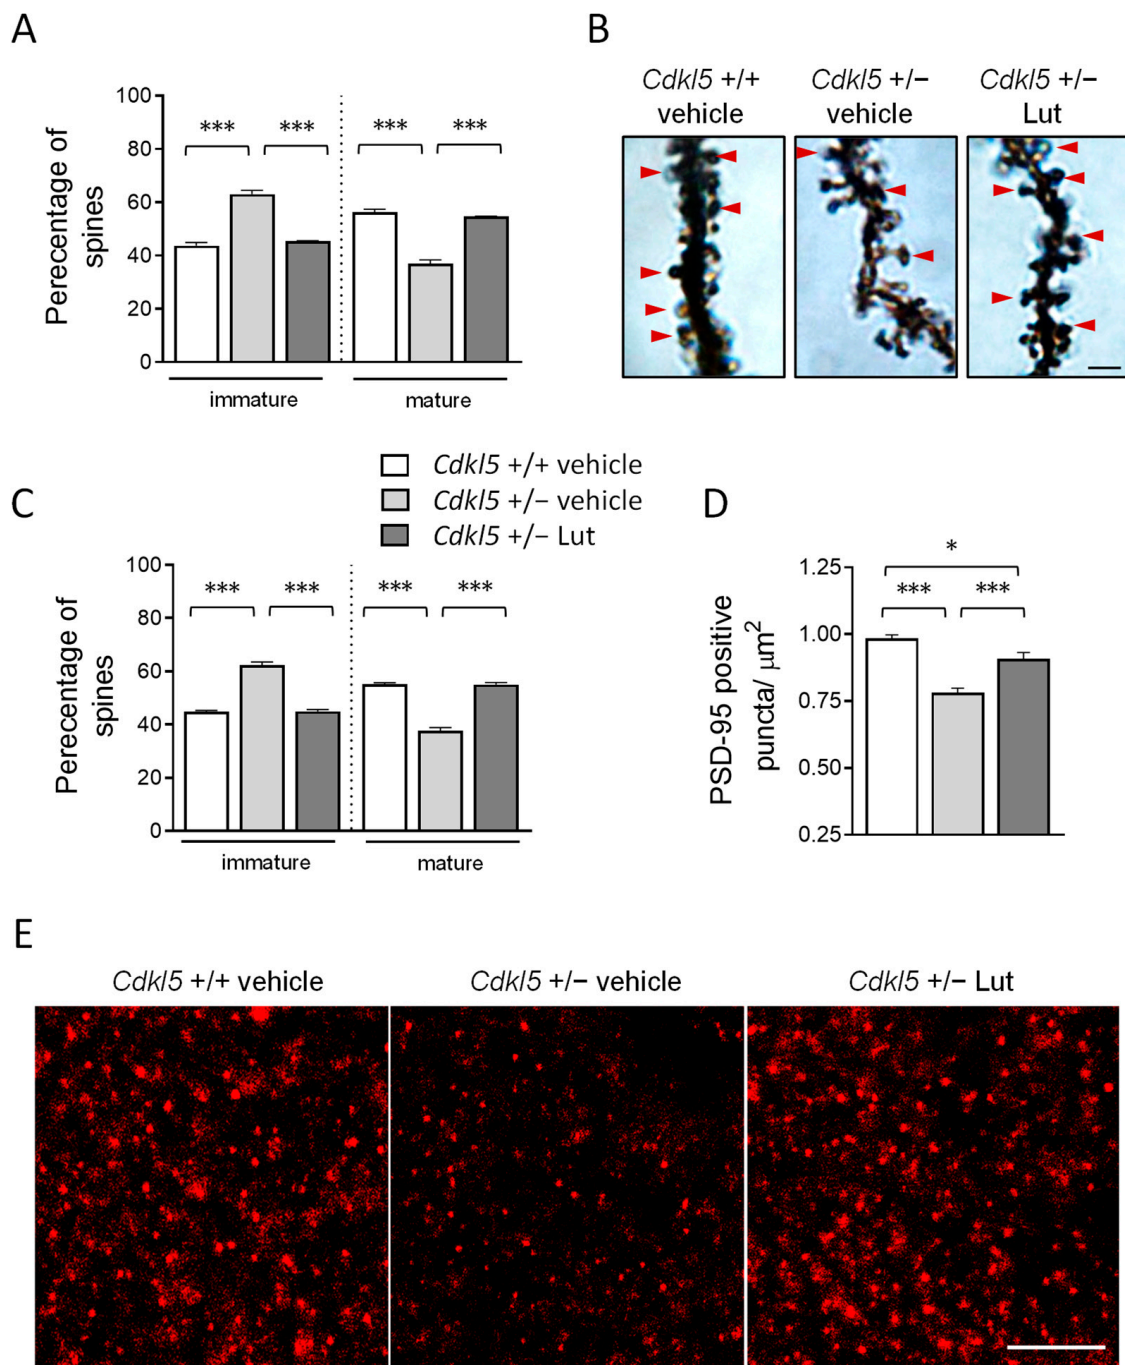 A
Perecentage of
spines
100
80
60
40
20
0
*** *** *** ***
immature mature
B
Cdkl5 +/+
vehicle
Cdkl5 +/−
vehicle
Cdkl5 +/−
Lut
Cdkl5 +/+ vehicle
Cdkl5 +/− vehicle
Cdkl5 +/− Lut
C
Perecentage of
spines
100
80
60
40
20
0
*** *** *** ***
immature mature
D
PSD-95 positive
puncta/ μm²
1.25
1.00
0.75
0.50
0.25
*
*** ***
E
Cdkl5 +/+ vehicle Cdkl5 +/− vehicle Cdkl5 +/− Lut